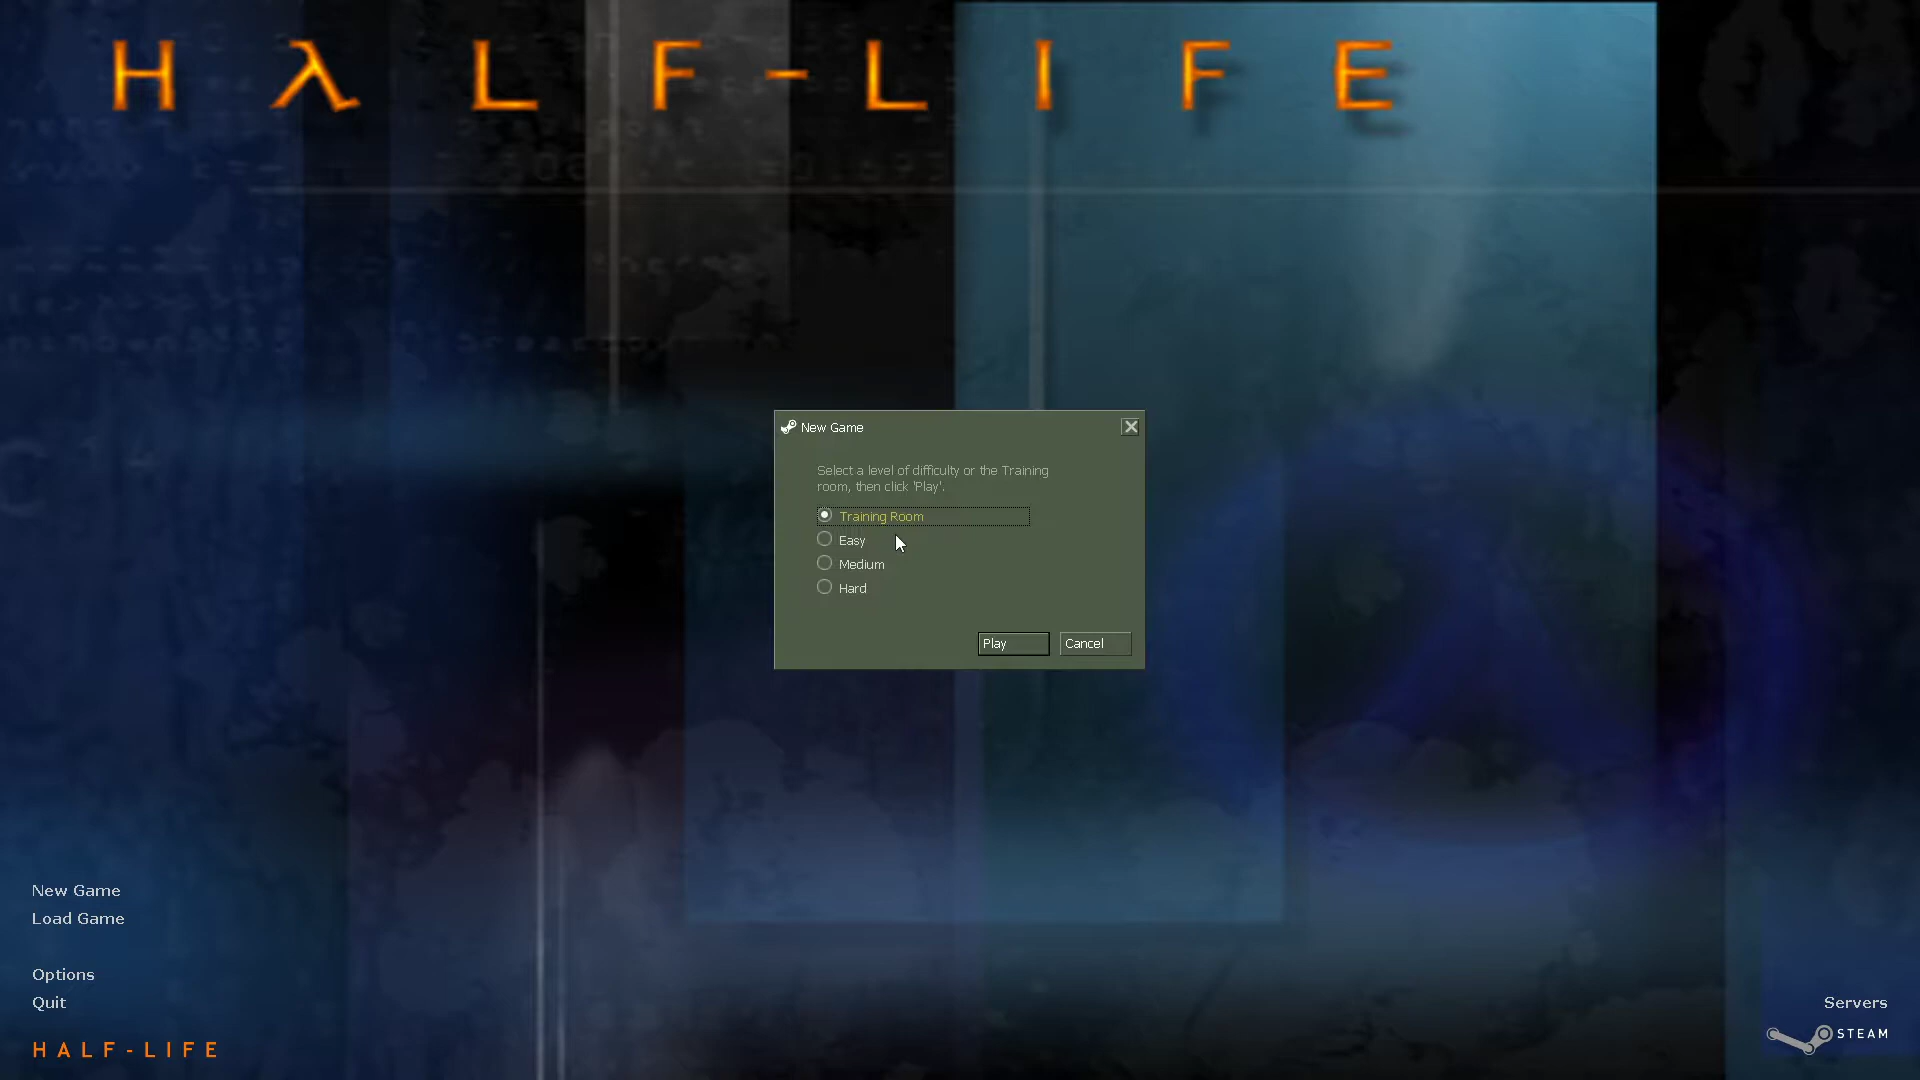 HλLF-LIFE
New Game
Select a level of difficulty or the Training
room, then click 'Play'.
Training Room
Easy
Medium
Hard
Play
Cancel
New Game
Load Game
Options
Quit
Servers
HALF-LIFE
STEAM